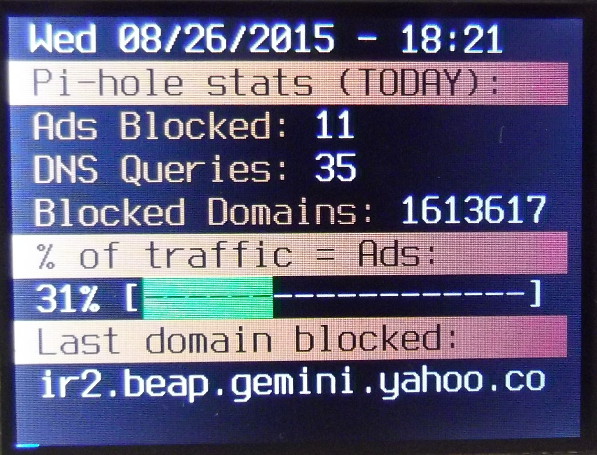 Wed 08/26/2015 - 18:21
Pi-hole stats (TODAY):
Ads Blocked: 11
DNS Queries: 35
Blocked Domains: 1613617
% of traffic = Ads:
31% [------------------]
Last domain blocked:
ir2.beap.gemini.yahoo.co